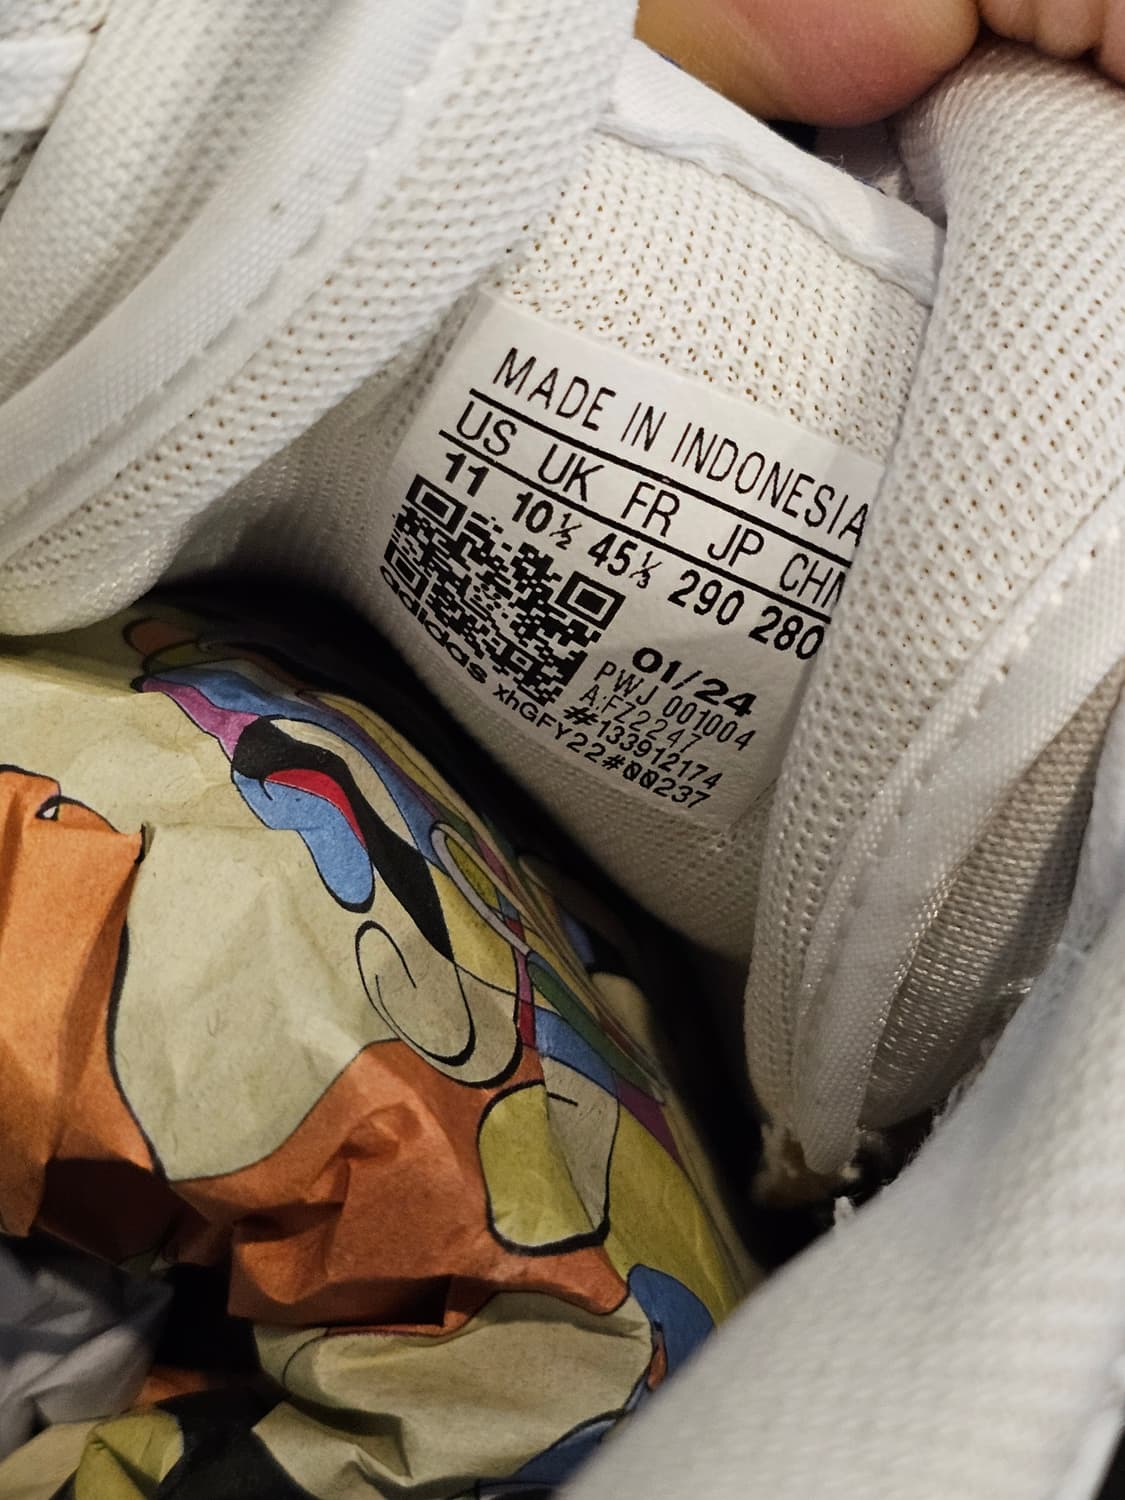 MADE IN INDONESIA
US UK FR JP CHN
11 10½ 45⅓ 290 280
01/24
PWJ 001004
A:FZ2247
#133912174
adidas xhGFY22#00237